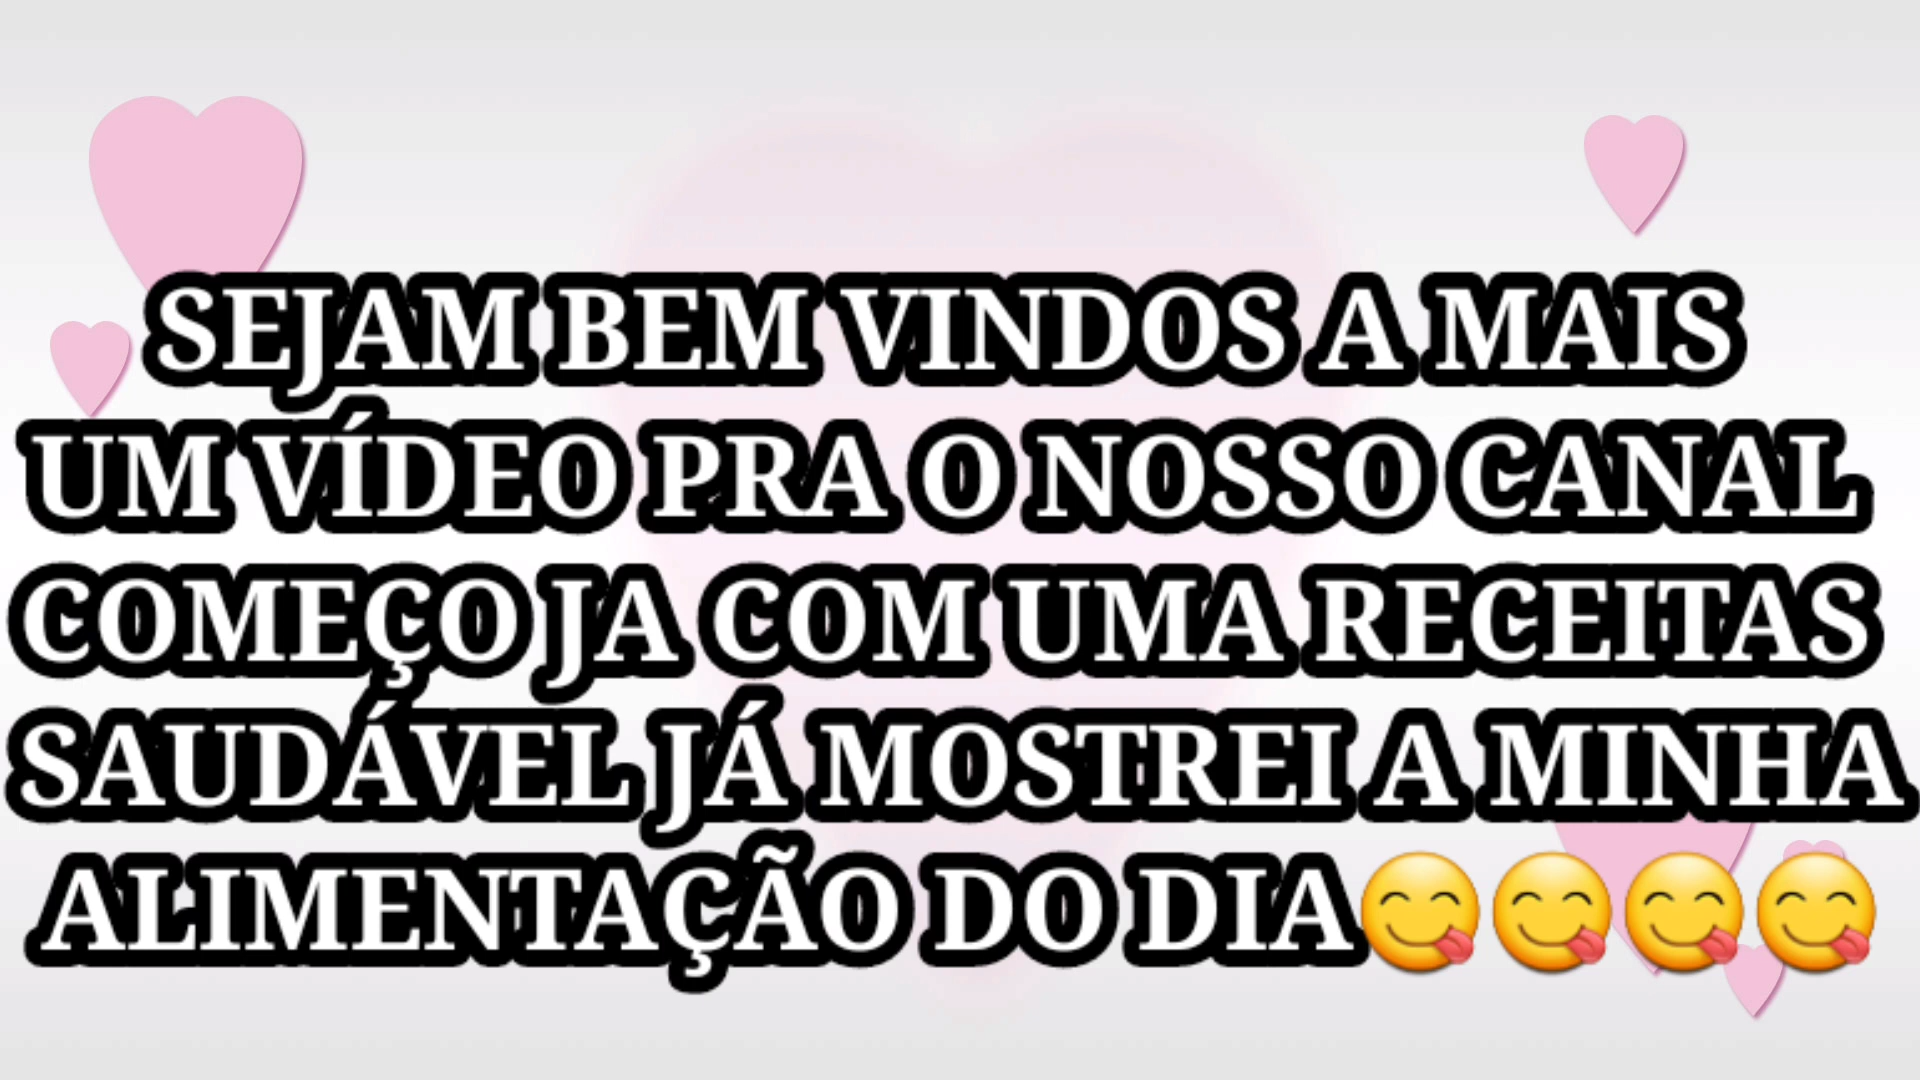 SEJAM BEM VINDOS A MAIS
UM VÍDEO PRA O NOSSO CANAL
COMEÇO JA COM UMA RECEITAS
SAUDÁVEL JÁ MOSTREI A MINHA
ALIMENTAÇÃO DO DIA😋😋😋😋